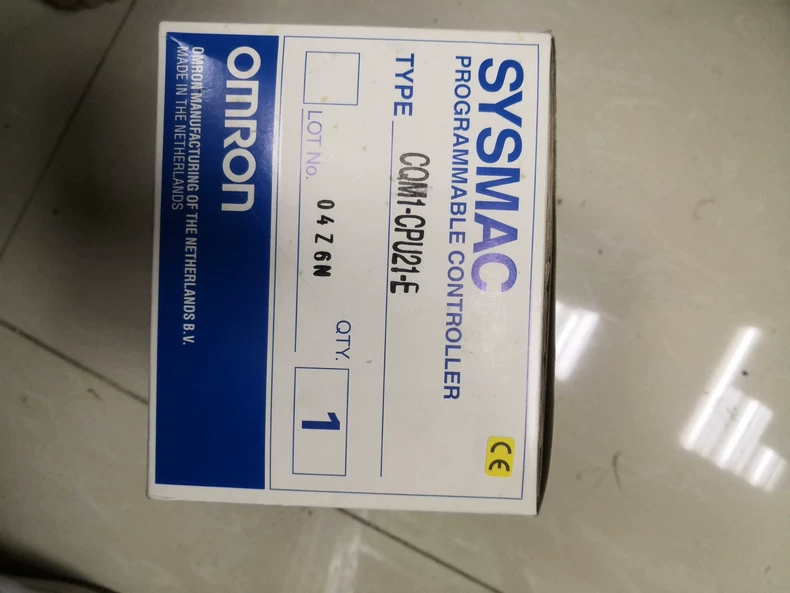 SYSMAC
PROGRAMMABLE CONTROLLER
CE
TYPE CQM1-CPU21-E
LOT No. 04Z6N
QTY. 1
OMRON
OMRON MANUFACTURING OF THE NETHERLANDS B.V.
MADE IN THE NETHERLANDS